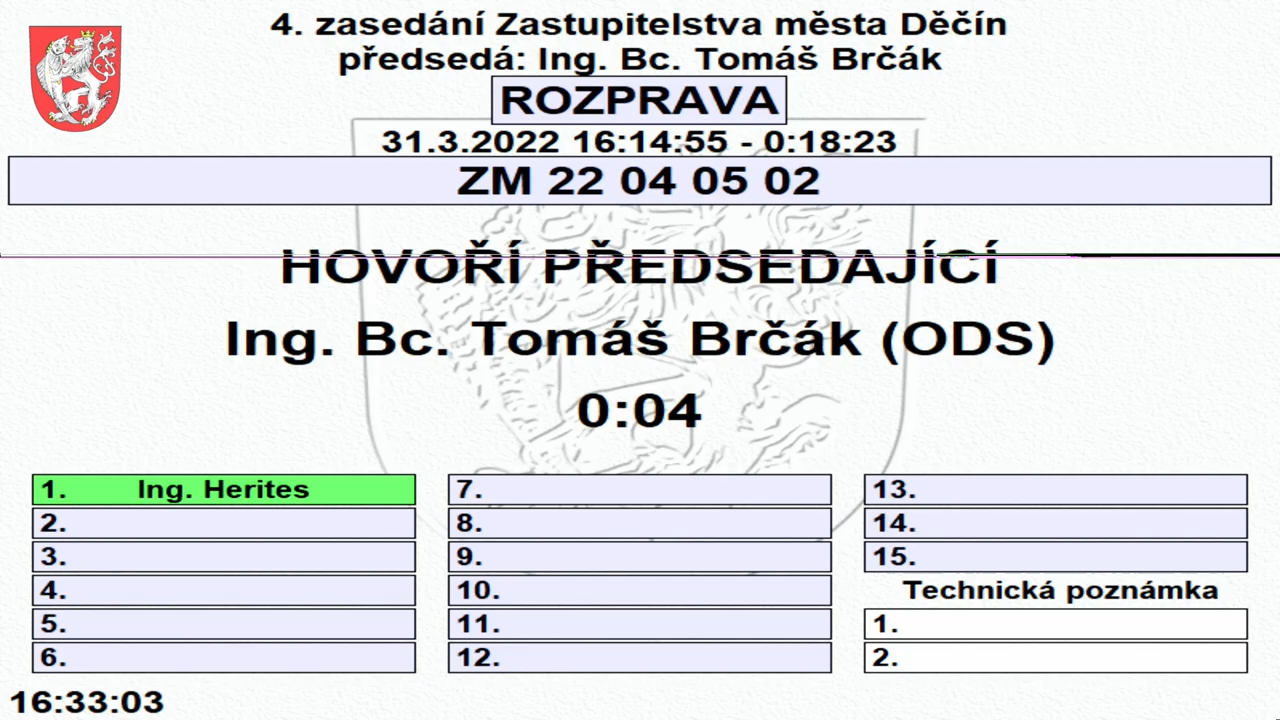 4. zasedání Zastupitelstva města Děčín
předsedá: Ing. Bc. Tomáš Brčák
ROZPRAVA
31.3.2022 16:14:55 - 0:18:23
ZM 22 04 05 02
HOVOŘÍ PŘEDSEDAJÍCÍ
Ing. Bc. Tomáš Brčák (ODS)
0:04
1. Ing. Herites
2.
3.
4.
5.
6.
7.
8.
9.
10.
11.
12.
13.
14.
15.
Technická poznámka
1.
2.
16:33:03